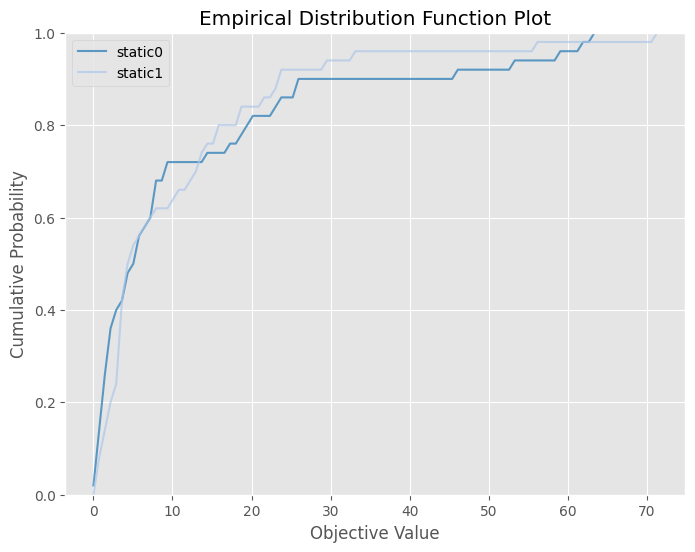 Empirical Distribution Function Plot
static0
static1
Cumulative Probability
1.0
0.8
0.6
0.4
0.2
0.0
0 10 20 30 40 50 60 70
Objective Value